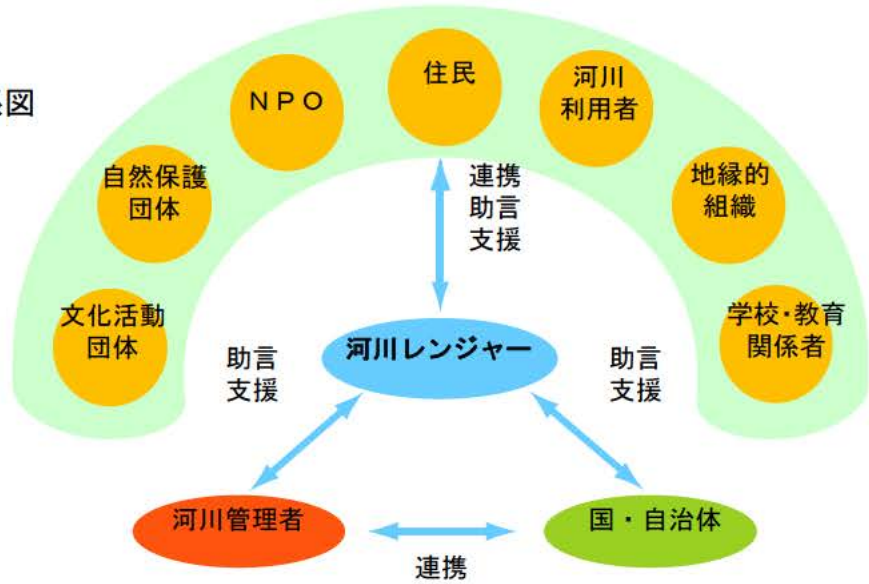 図
住民
NPO
河川
利用者
自然保護
団体
地縁的
組織
文化活動
団体
学校・教育
関係者
連携
助言
支援
河川レンジャー
助言
支援
助言
支援
河川管理者
国・自治体
連携